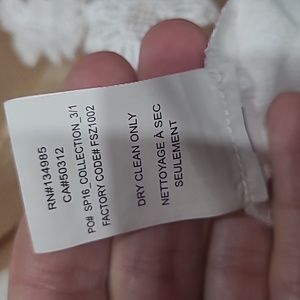 RN#134985
CA#50312
PO# SP16_COLLECTION_3/1
FACTORY CODE# FSZ1002
DRY CLEAN ONLY
NETTOYAGE À SEC
SEULEMENT